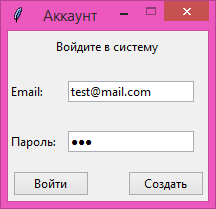 Аккаунт
Войдите в систему
Email: test@mail.com
Пароль: ●●●
Войти Создать